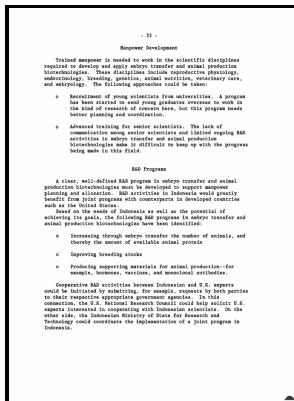 - 33 -
Manpower Development
Trained manpower is needed to work in the scientific disciplines
required to develop and apply embryo transfer and animal production
biotechnologies. These disciplines include reproductive physiology,
endocrinology, breeding, genetics, animal nutrition, veterinary care,
and embryology. The following approaches could be taken:
o Recruitment of young scientists from universities. A program
has been started to send young graduates overseas to work in
the kind of research of concern here, but this program needs
better planning and coordination.
o Advanced training for senior scientists. The lack of
communication among senior scientists and limited ongoing R&D
activities in embryo transfer and animal production
biotechnologies make it difficult to keep up with the progress
being made in this field.
R&D Programs
A clear, well-defined R&D program in embryo transfer and animal
production biotechnologies must be developed to support manpower
planning and allocation. R&D activities in Indonesia would greatly
benefit from joint programs with counterparts in developed countries
such as the United States.
Based on the needs of Indonesia as well as the potential of
achieving its goals, the following R&D programs in embryo transfer and
animal production biotechnologies have been identified:
o Increasing through embryo transfer the number of animals, and
thereby the amount of available animal protein
o Improving breeding stocks
o Producing supporting materials for animal production--for
example, hormones, vaccines, and monoclonal antibodies.
Cooperative R&D activities between Indonesian and U.S. experts
could be initiated by submitting, for example, requests by both parties
to their respective appropriate government agencies. In this
connection, the U.S. National Research Council could help solicit U.S.
experts interested in cooperating with Indonesian scientists. On the
other side, the Indonesian Ministry of State for Research and
Technology could coordinate the implementation of a joint program in
Indonesia.